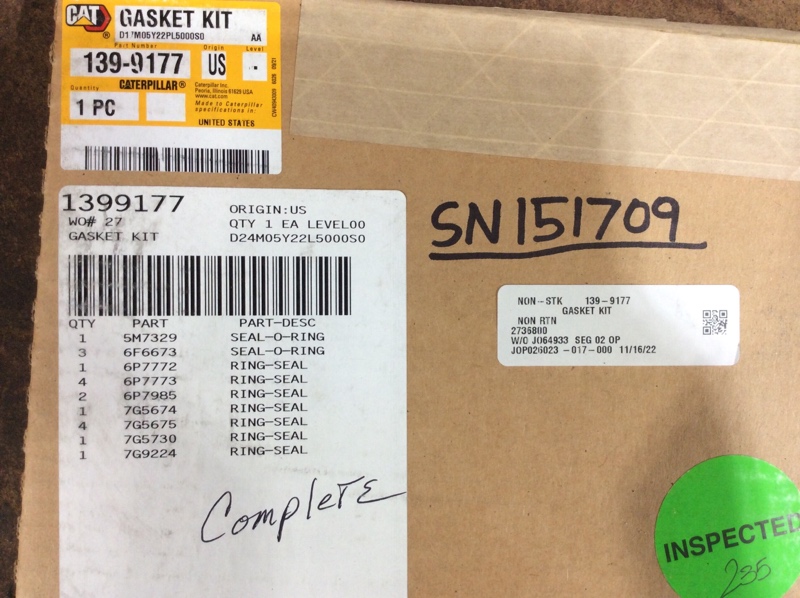 CAT GASKET KIT
®
D17M05Y22PL5000S0 AA
Part Number Origin Level
139-9177 US -
Quantity CATERPILLAR®
1 PC
Caterpillar Inc.
Peoria, Illinois 61629 USA
www.cat.com
Made to Caterpillar
specifications in:
UNITED STATES
1399177
WO# 27
GASKET KIT
ORIGIN:US
QTY 1 EA LEVEL00
D24M05Y22L5000S0
QTY PART PART-DESC
1 5M7329 SEAL-O-RING
3 6F6673 SEAL-O-RING
1 6P7772 RING-SEAL
4 6P7773 RING-SEAL
2 6P7985 RING-SEAL
1 7G5674 RING-SEAL
4 7G5675 RING-SEAL
1 7G5730 RING-SEAL
1 7G9224 RING-SEAL
Complete
SN151709
NON-STK 139-9177
GASKET KIT
NON RTN
2736800
W/O JO64933 SEG 02 OP
JOP026023-017-000 11/16/22
INSPECTED
235